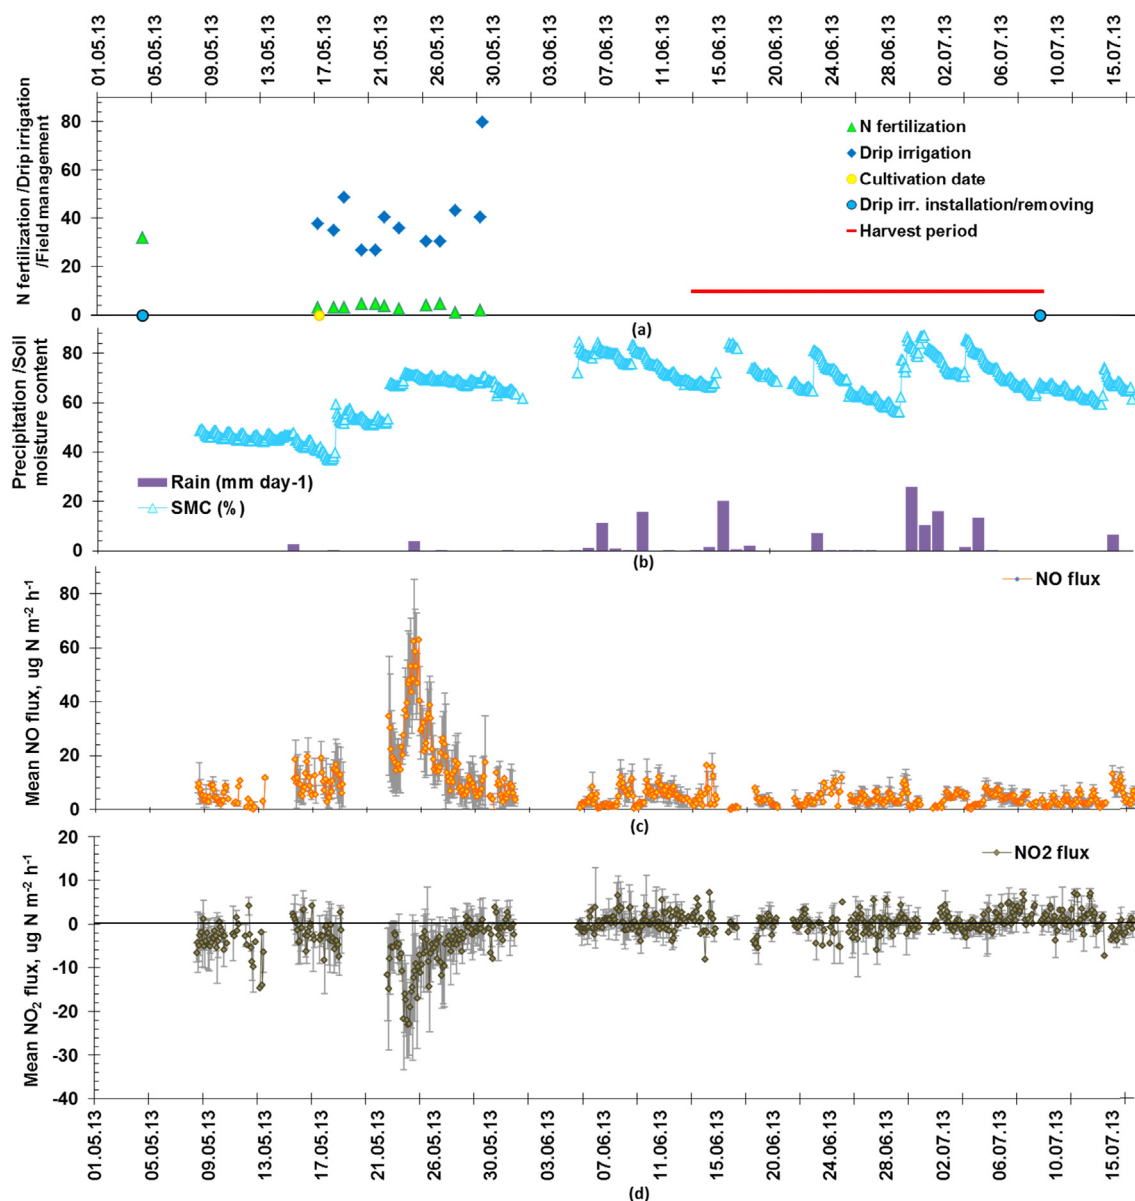 01.05.13 05.05.13 09.05.13 13.05.13 17.05.13 21.05.13 26.05.13 30.05.13 03.06.13 07.06.13 11.06.13 15.06.13 20.06.13 24.06.13 28.06.13 02.07.13 06.07.13 10.07.13 15.07.13
N fertilization /Drip irrigation
/Field management
80
60
40
20
0
N fertilization
Drip irrigation
Cultivation date
Drip irr. installation/removing
Harvest period
(a)
Precipitation /Soil
moisture content
80
60
40
20
0
Rain (mm day-1)
SMC (%)
(b)
Mean NO flux, ug N m-2 h-1
80
60
40
20
0
NO flux
(c)
Mean NO2 flux, ug N m-2 h-1
20
10
0
-10
-20
-30
-40
NO2 flux
01.05.13 05.05.13 09.05.13 13.05.13 17.05.13 21.05.13 26.05.13 30.05.13 03.06.13 07.06.13 11.06.13 15.06.13 20.06.13 24.06.13 28.06.13 02.07.13 06.07.13 10.07.13 15.07.13
(d)